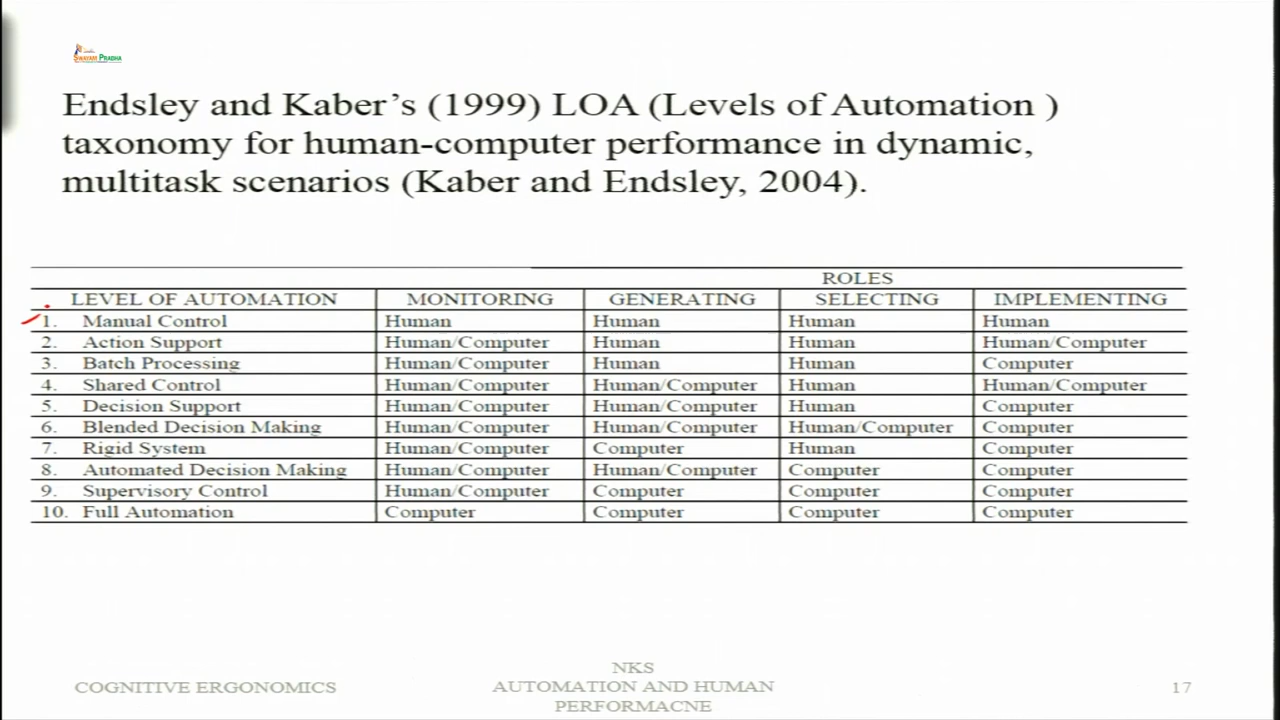 SWAYAM PRABHA
Endsley and Kaber’s (1999) LOA (Levels of Automation )
taxonomy for human-computer performance in dynamic,
multitask scenarios (Kaber and Endsley, 2004).
ROLES
LEVEL OF AUTOMATION MONITORING GENERATING SELECTING IMPLEMENTING
1. Manual Control Human Human Human Human
2. Action Support Human/Computer Human Human Human/Computer
3. Batch Processing Human/Computer Human Human Computer
4. Shared Control Human/Computer Human/Computer Human Human/Computer
5. Decision Support Human/Computer Human/Computer Human Computer
6. Blended Decision Making Human/Computer Human/Computer Human/Computer Computer
7. Rigid System Human/Computer Computer Human Computer
8. Automated Decision Making Human/Computer Human/Computer Computer Computer
9. Supervisory Control Human/Computer Computer Computer Computer
10. Full Automation Computer Computer Computer Computer
NKS
COGNITIVE ERGONOMICS AUTOMATION AND HUMAN 17
PERFORMACNE